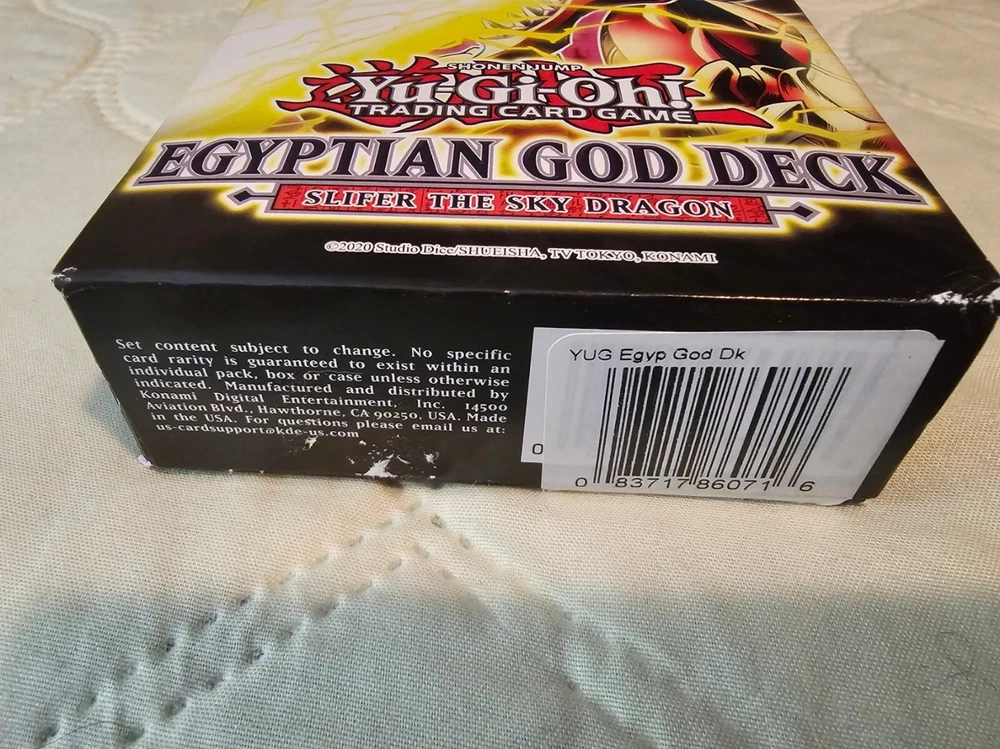 SHONEN JUMP
Yu-Gi-Oh!
TRADING CARD GAME
EGYPTIAN GOD DECK
SLIFER THE SKY DRAGON
©2020 Studio Dice/SHUEISHA, TV TOKYO, KONAMI
Set content subject to change. No specific
card rarity is guaranteed to exist within an
individual pack, box or case unless otherwise
indicated. Manufactured and distributed by
Konami Digital Entertainment, Inc. 14500
Aviation Blvd., Hawthorne, CA 90250, USA. Made
in the USA. For questions please email us at:
us-cardsupport@kde-us.com
YUG Egyp God Dk
0
0 83717 86071 6